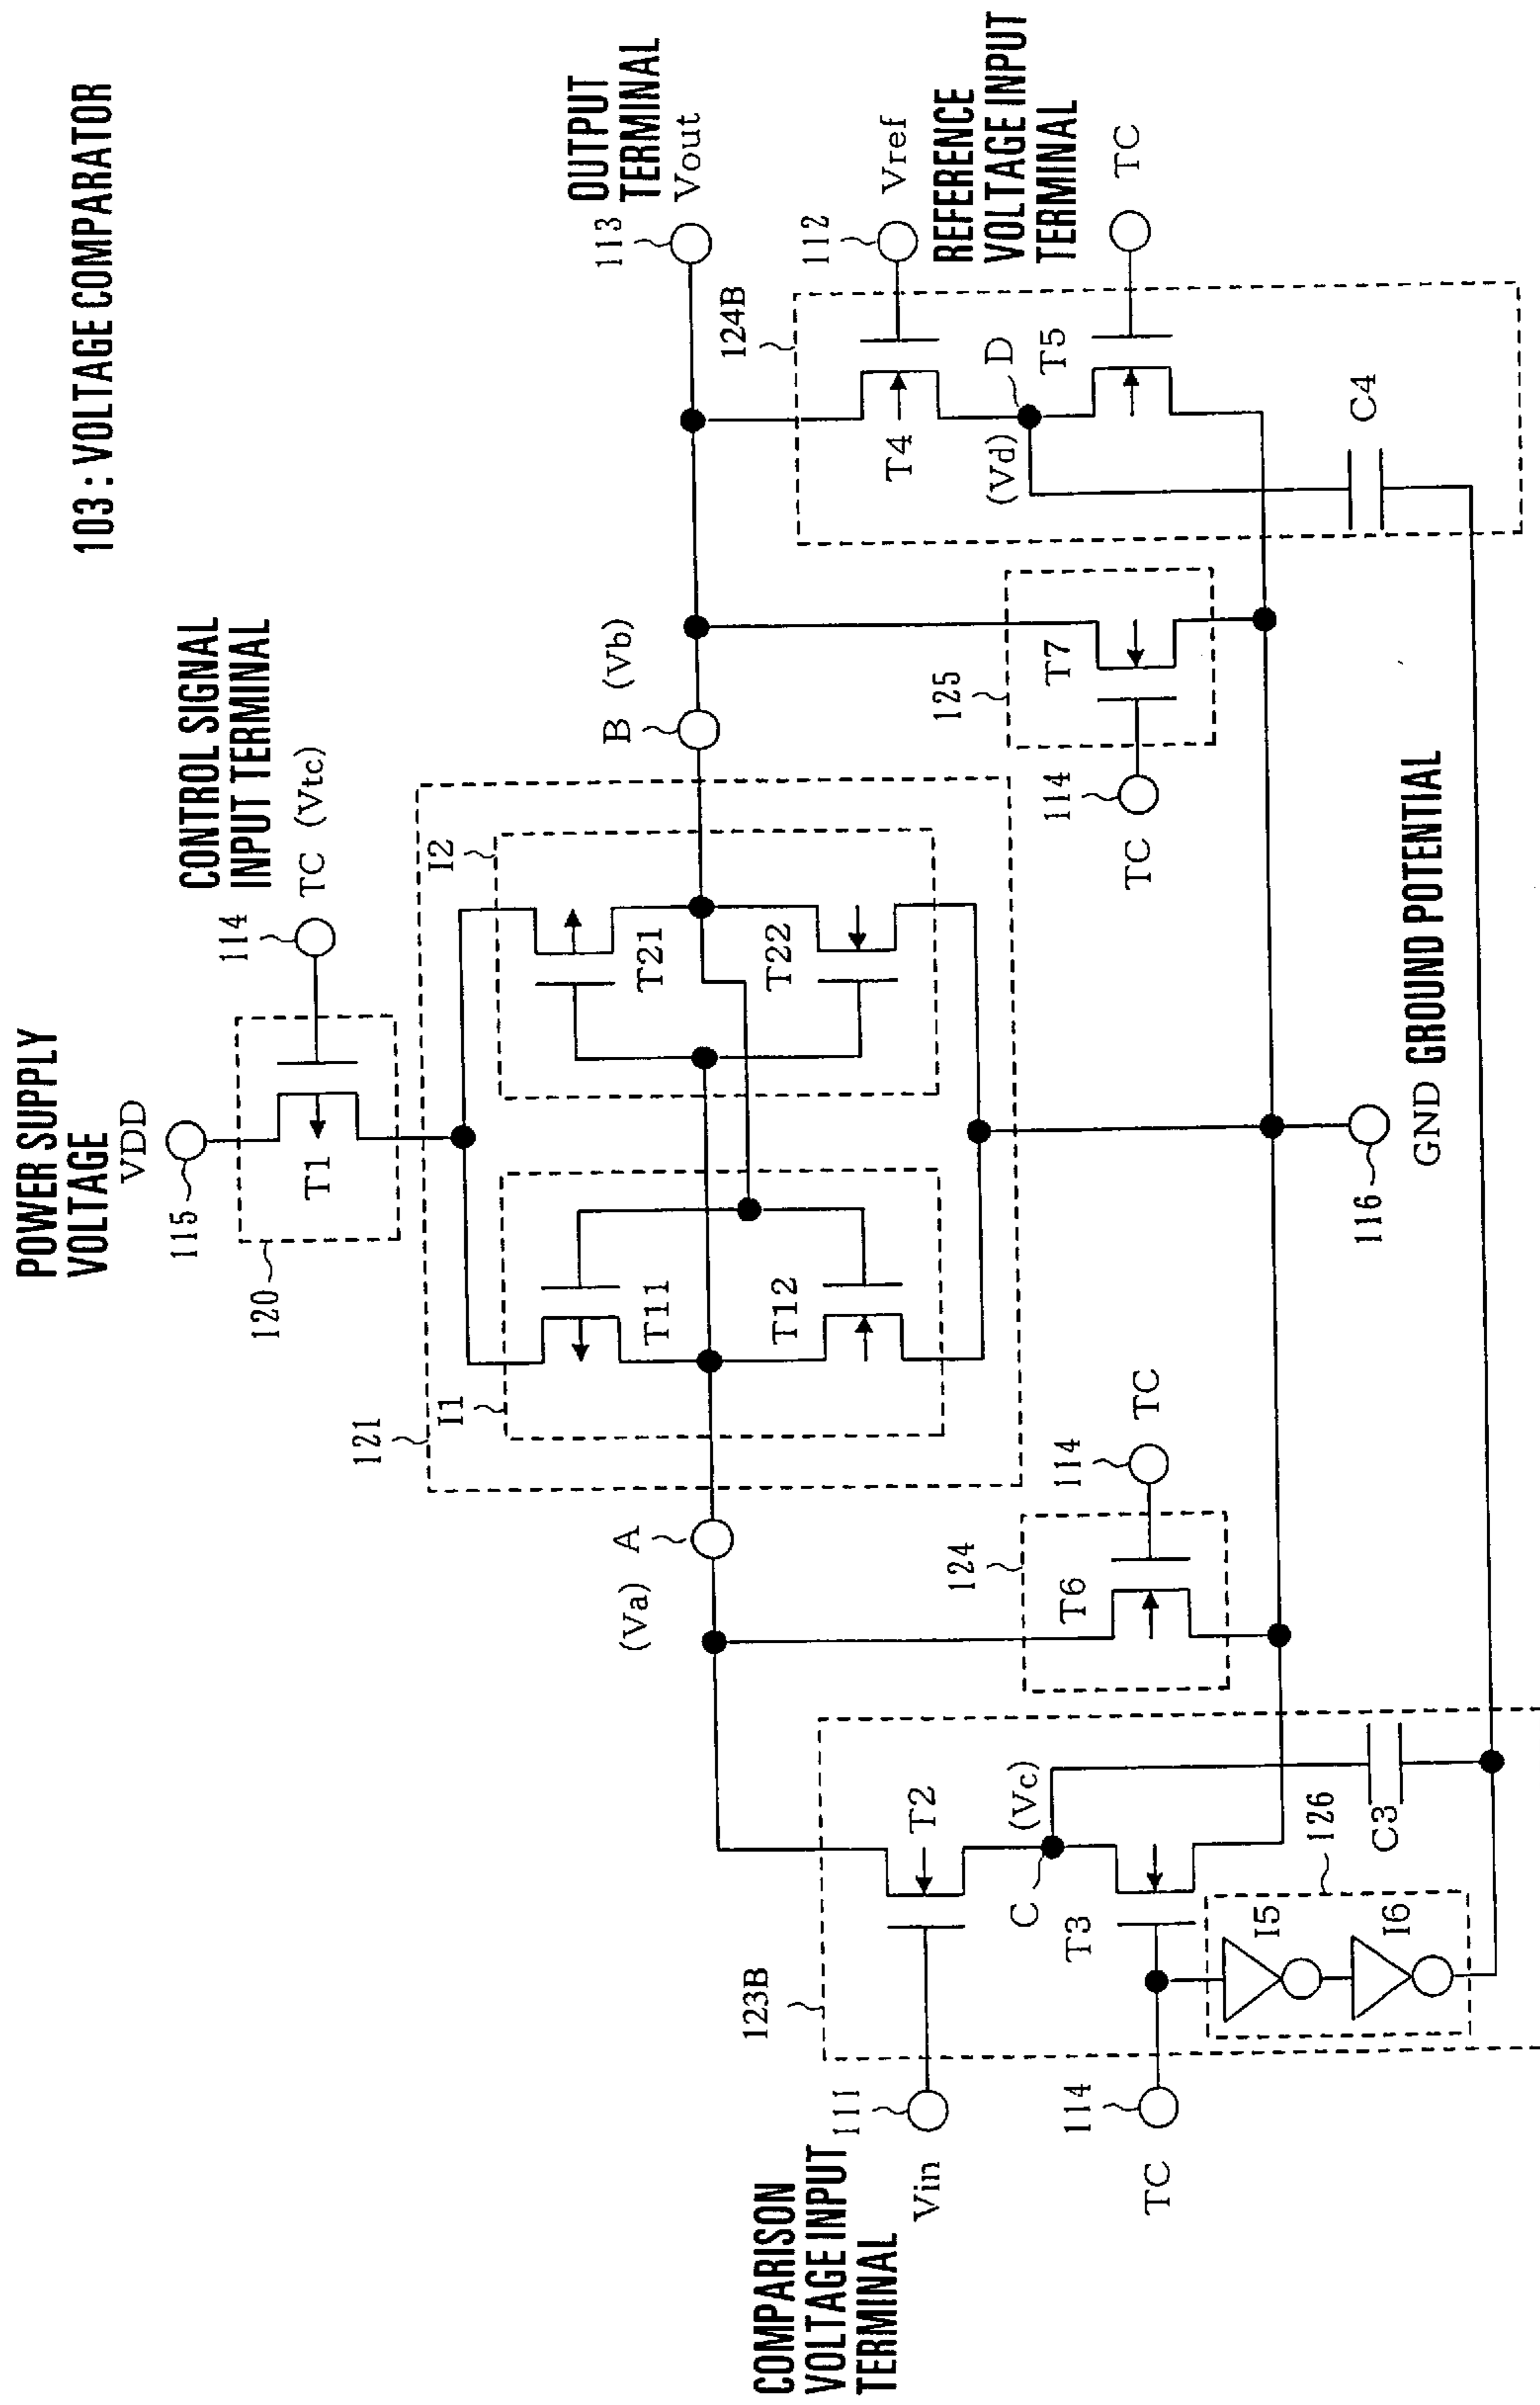 103 : VOLTAGE COMPARATOR
POWER SUPPLY
VOLTAGE
VDD
115
CONTROL SIGNAL
INPUT TERMINAL
114
TC (Vtc)
120
T1
121
I1
I2
T11
T21
T12
T22
OUTPUT
TERMINAL
113
Vout
(Va)
A
B
(Vb)
COMPARISON
VOLTAGE INPUT
TERMINAL
111
Vin
123B
T2
C
(Vc)
114
TC
T3
I5
I6
126
C3
124
T6
114
TC
125
T7
114
TC
124B
112
Vref
REFERENCE
VOLTAGE INPUT
TERMINAL
T4
D
(Vd)
T5
TC
C4
116
GND GROUND POTENTIAL